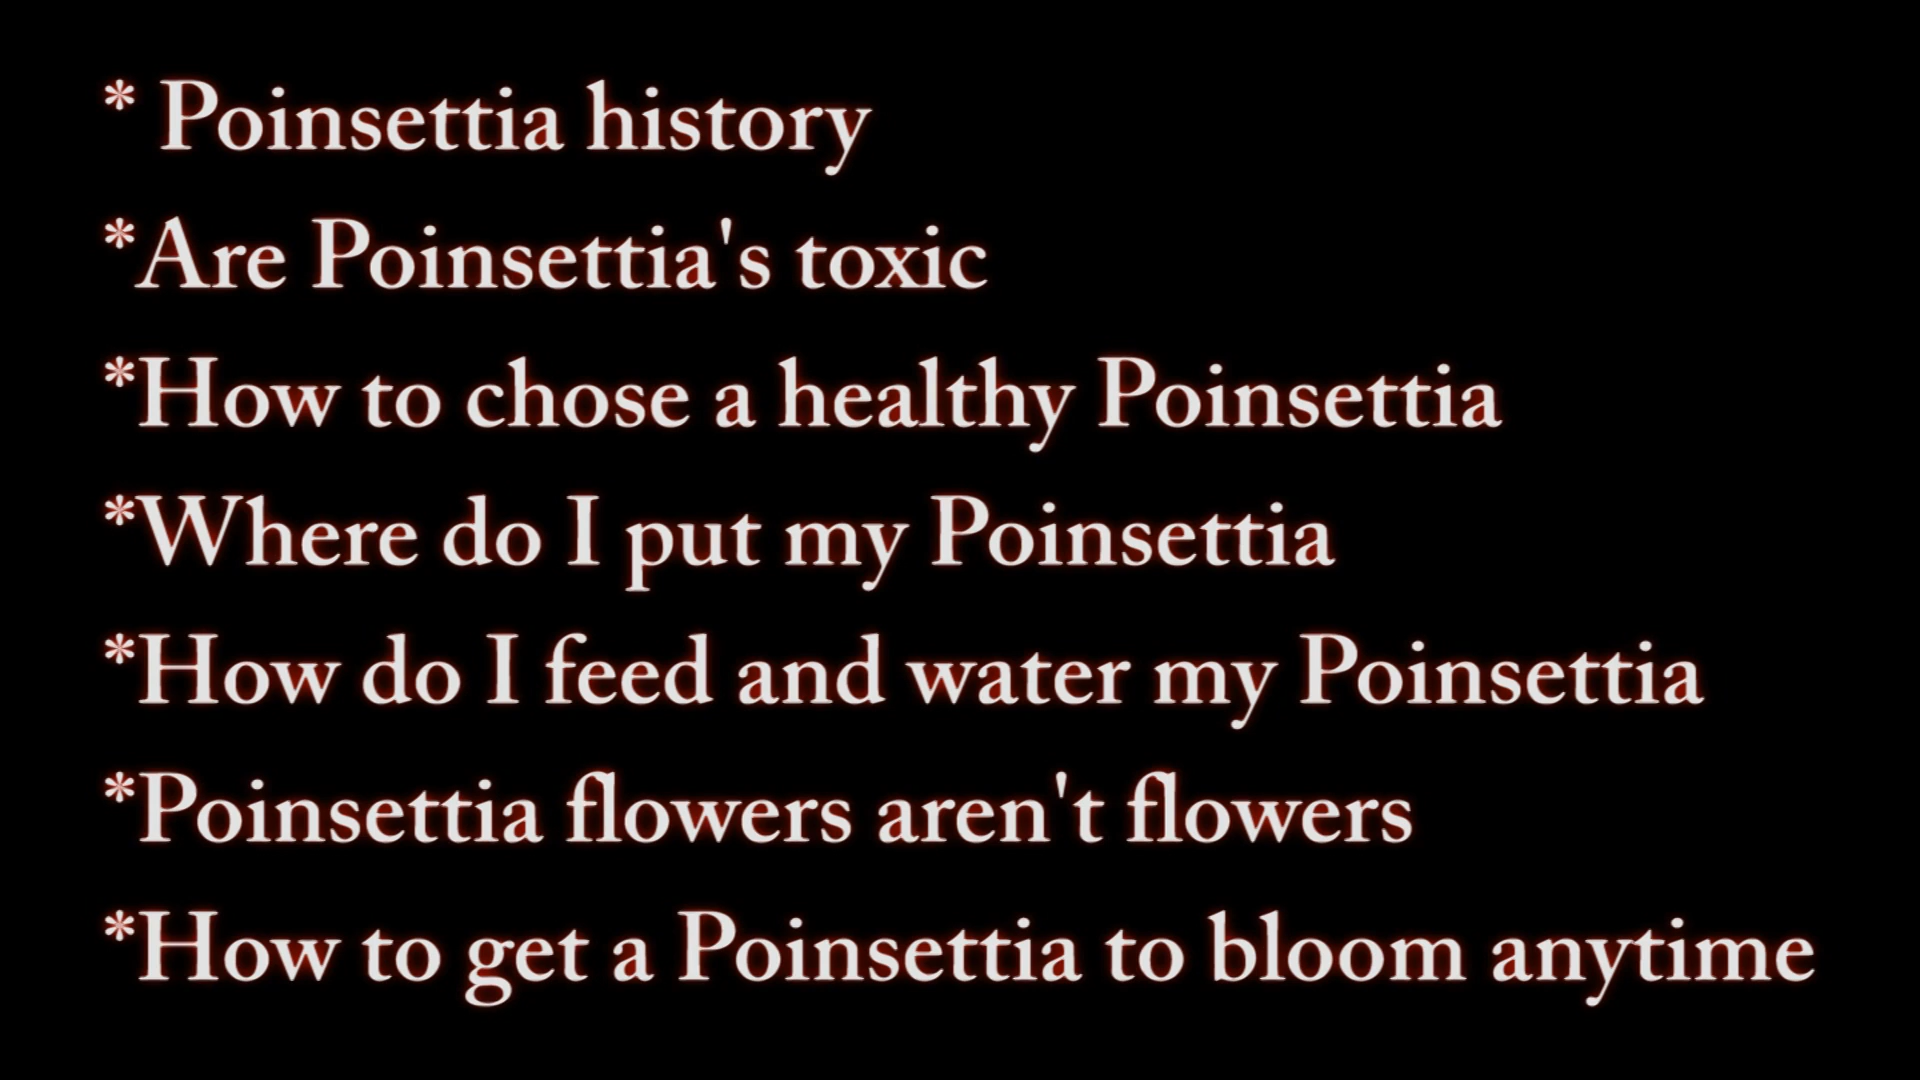 * Poinsettia history
*Are Poinsettia's toxic
*How to chose a healthy Poinsettia
*Where do I put my Poinsettia
*How do I feed and water my Poinsettia
*Poinsettia flowers aren't flowers
*How to get a Poinsettia to bloom anytime